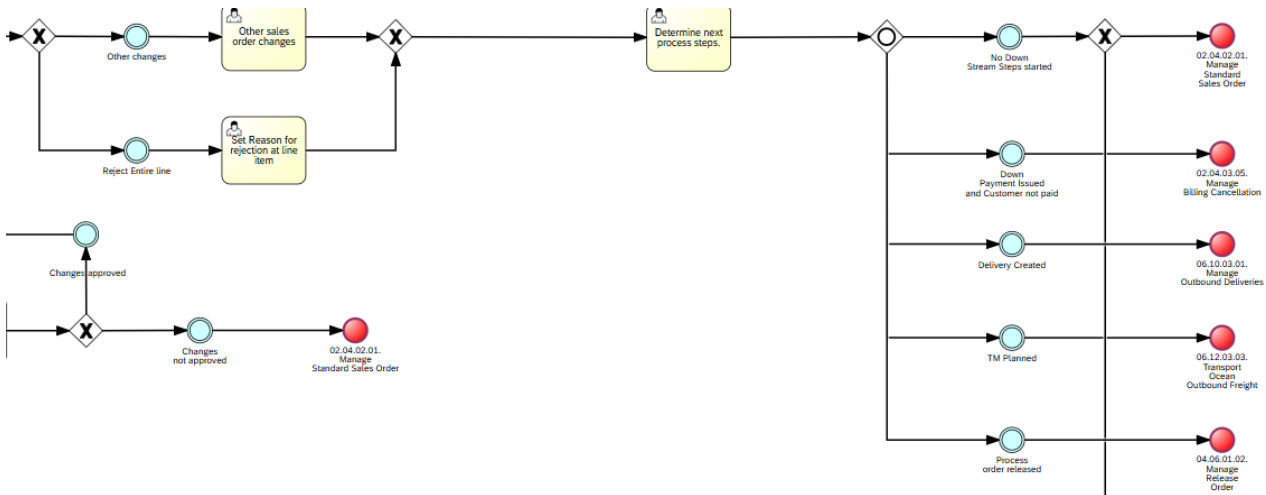 Other sales
order changes
Other changes
Determine next
process steps.
No Down
Stream Steps started
02.04.02.01.
Manage
Standard
Sales Order
Set Reason for
rejection at line
item
Reject Entire line
Down
Payment Issued
and Customer not paid
02.04.03.05.
Manage
Billing Cancellation
Changes approved
Delivery Created
06.10.03.01.
Manage
Outbound Deliveries
Changes
not approved
02.04.02.01.
Manage
Standard Sales Order
TM Planned
06.12.03.03.
Transport
Ocean
Outbound Freight
Process
order released
04.06.01.02.
Manage
Release
Order